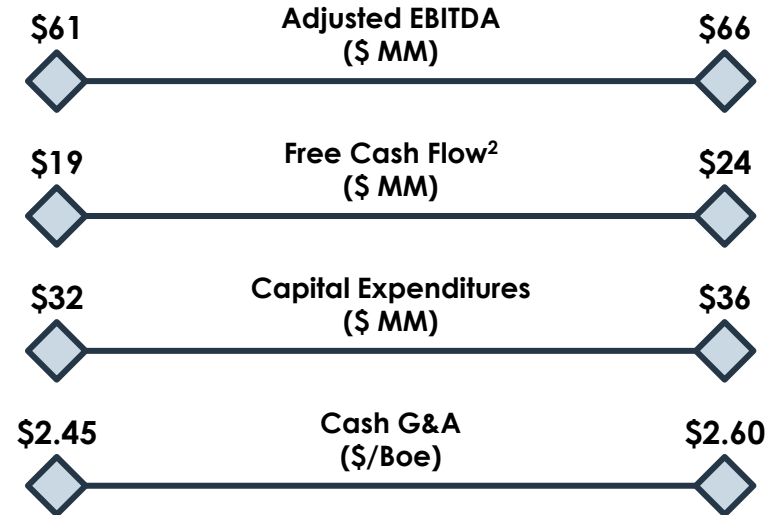 $61 Adjusted EBITDA $66
($ MM)
$19 Free Cash Flow² $24
($ MM)
$32 Capital Expenditures $36
($ MM)
$2.45 Cash G&A $2.60
($/Boe)